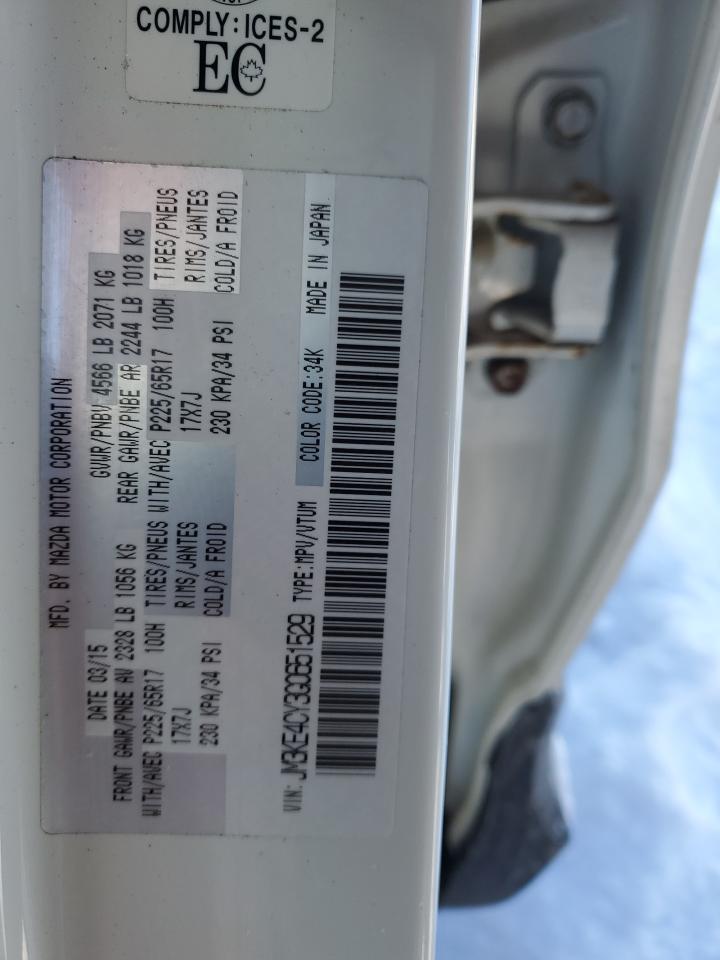 COMPLY: ICES-2
EC
MFD. BY MAZDA MOTOR CORPORATION
DATE 03/15 GVWR/PNBV 4566 LB 2071 KG
FRONT GAWR/PNBE AV 2328 LB 1056 KG REAR GAWR/PNBE AR 2244 LB 1018 KG
WITH/AVEC P225/65R17 100H TIRES/PNEUS WITH/AVEC P225/65R17 100H TIRES/PNEUS
17X7J RIMS/JANTES 17X7J RIMS/JANTES
230 KPA/34 PSI COLD/A FROID 230 KPA/34 PSI COLD/A FROID
VIN: JM3KE4CY3G0651529 TYPE:MPV/VTUM COLOR CODE:34K MADE IN JAPAN